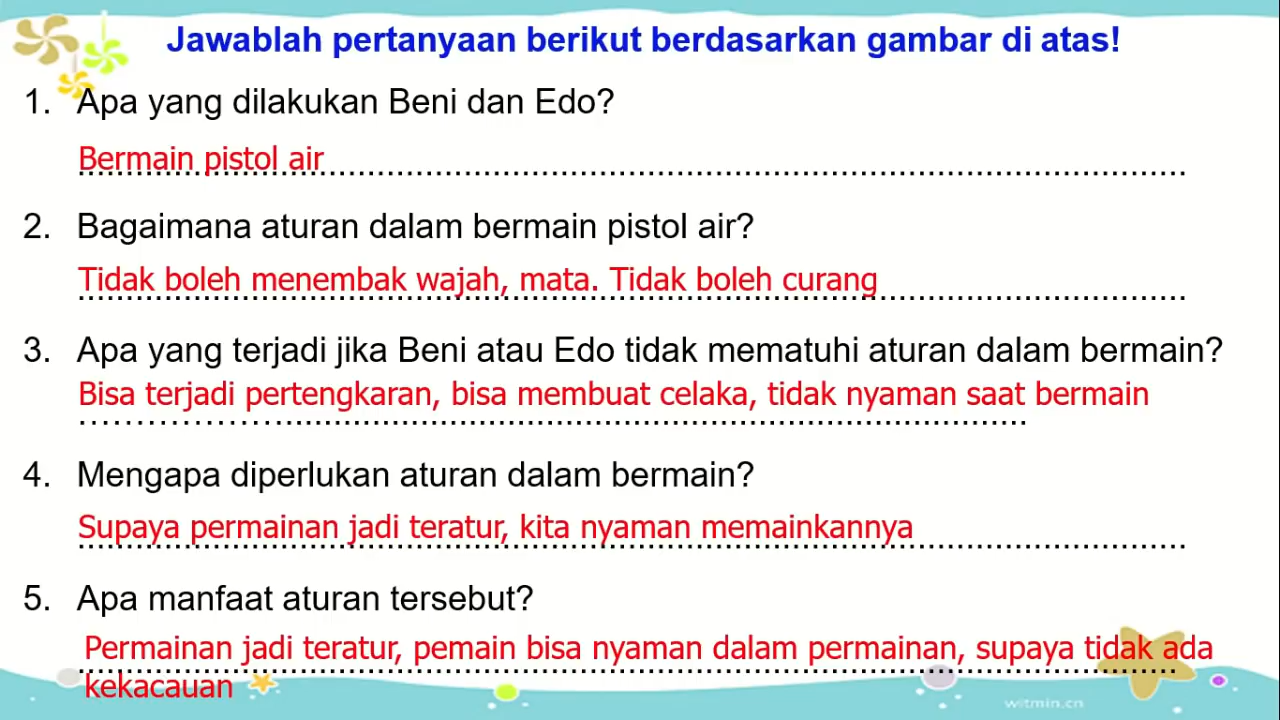 Jawablah pertanyaan berikut berdasarkan gambar di atas!
1. Apa yang dilakukan Beni dan Edo?
Bermain pistol air
2. Bagaimana aturan dalam bermain pistol air?
Tidak boleh menembak wajah, mata. Tidak boleh curang
3. Apa yang terjadi jika Beni atau Edo tidak mematuhi aturan dalam bermain?
Bisa terjadi pertengkaran, bisa membuat celaka, tidak nyaman saat bermain
4. Mengapa diperlukan aturan dalam bermain?
Supaya permainan jadi teratur, kita nyaman memainkannya
5. Apa manfaat aturan tersebut?
Permainan jadi teratur, pemain bisa nyaman dalam permainan, supaya tidak ada
kekacauan
witmin.cn